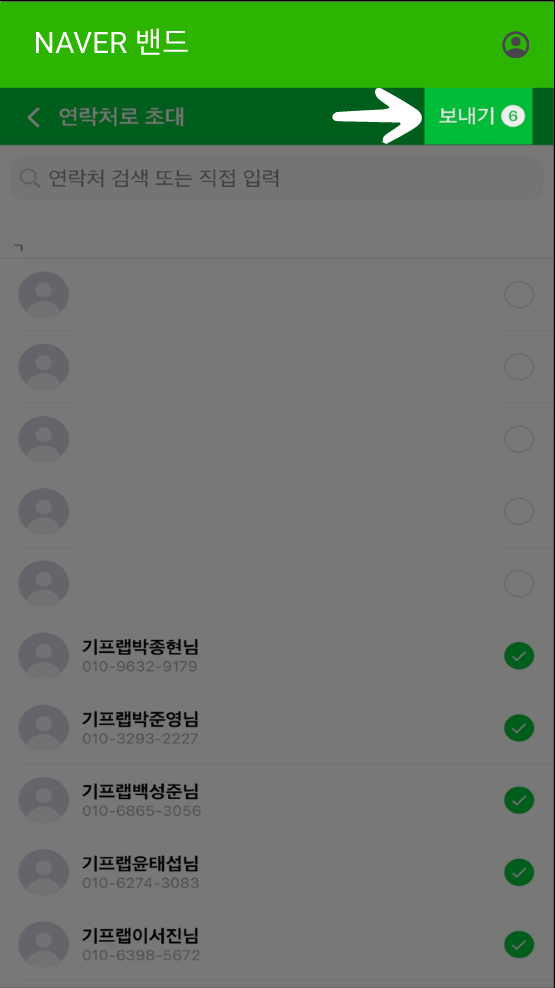 NAVER 밴드
연락처로 초대
보내기 6
연락처 검색 또는 직접 입력
ㄱ
기프랩박종현님
010-9632-9179
기프랩박준영님
010-3293-2227
기프랩백성준님
010-6865-3056
기프랩윤태섭님
010-6274-3083
기프랩이서진님
010-6398-5672